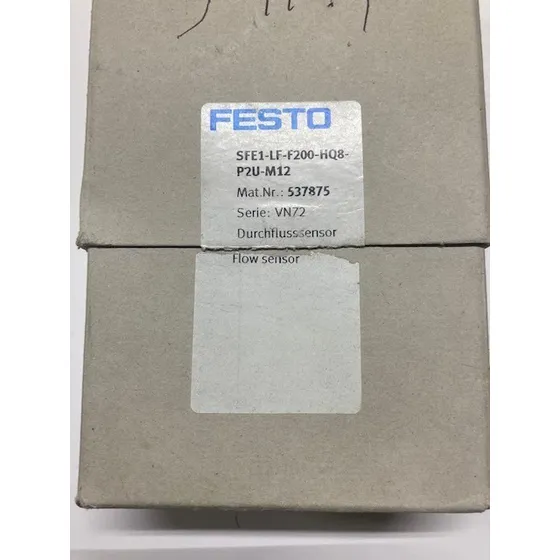 FESTO
SFE1-LF-F200-HQ8-
P2U-M12
Mat.Nr.: 537875
Serie: VN72
Durchflusssensor
Flow sensor